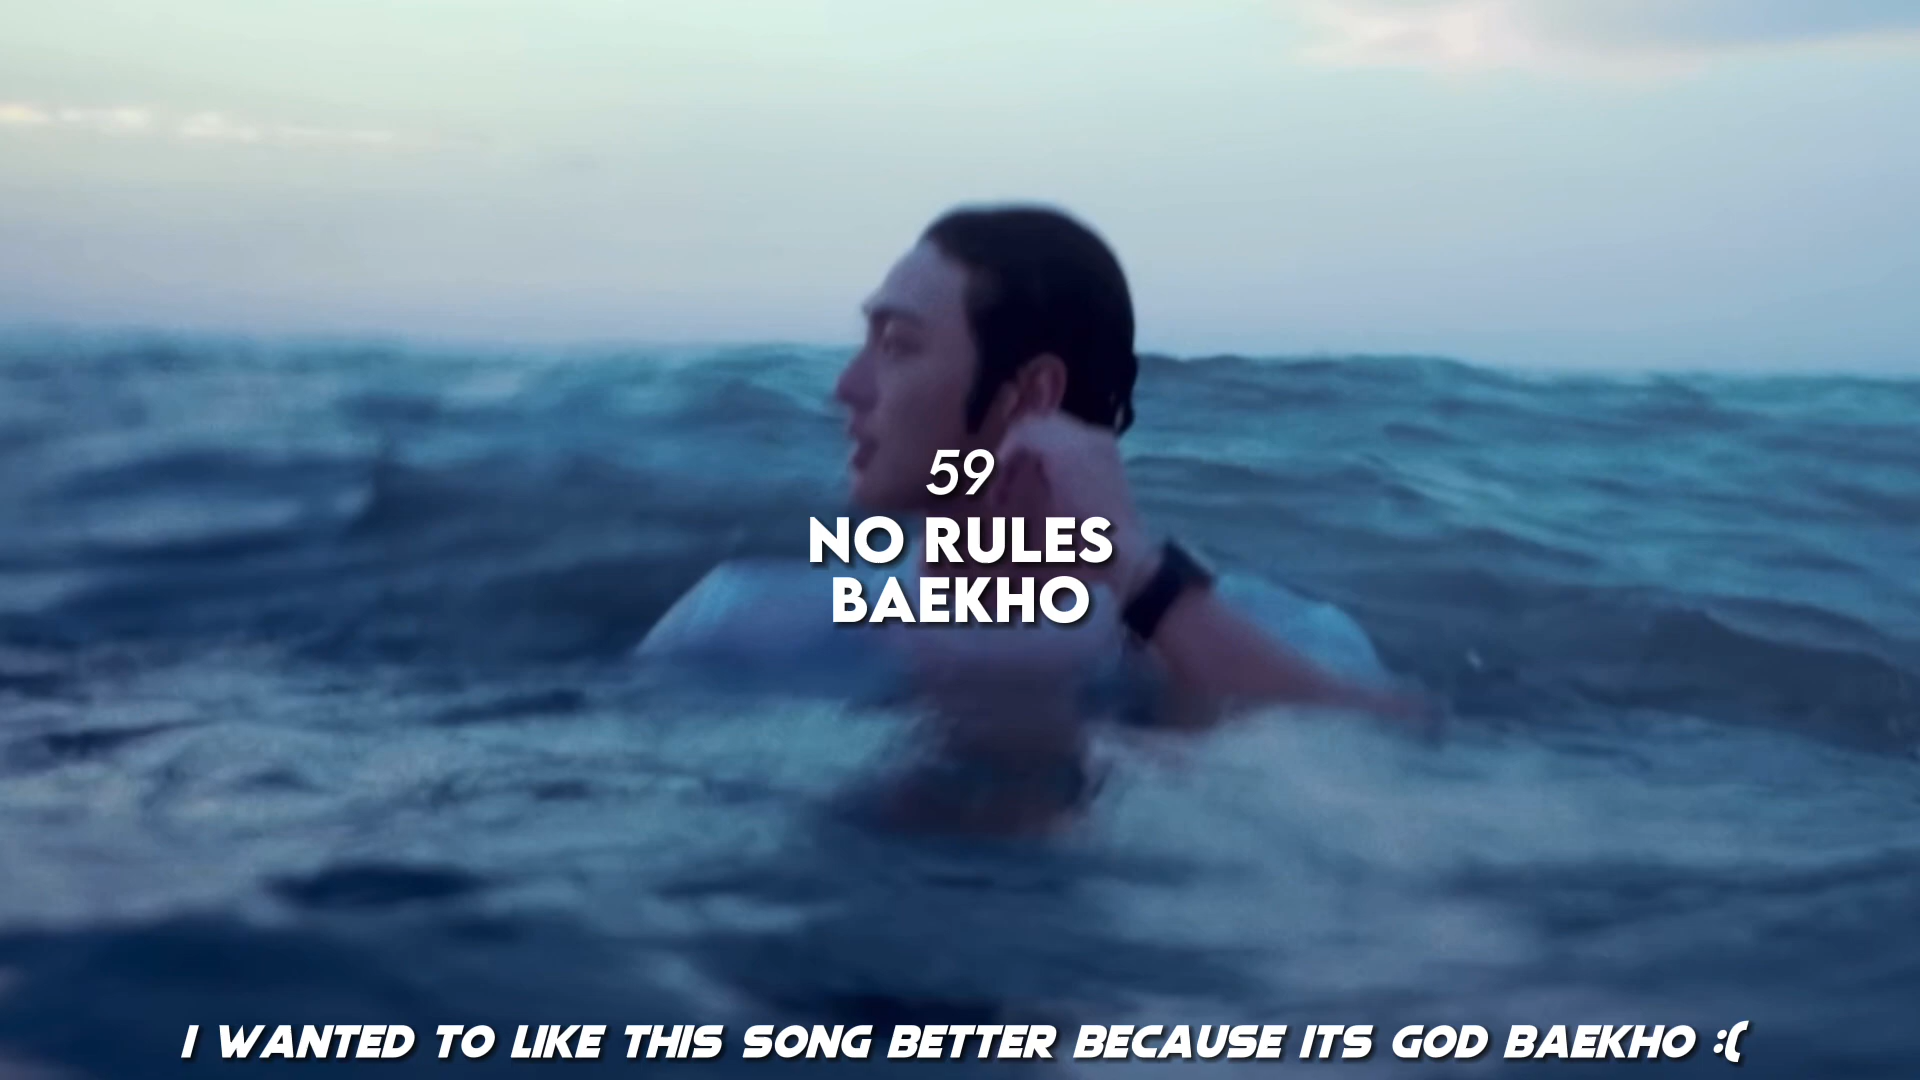 59
NO RULES
BAEKHO
I WANTED TO LIKE THIS SONG BETTER BECAUSE ITS GOD BAEKHO :(